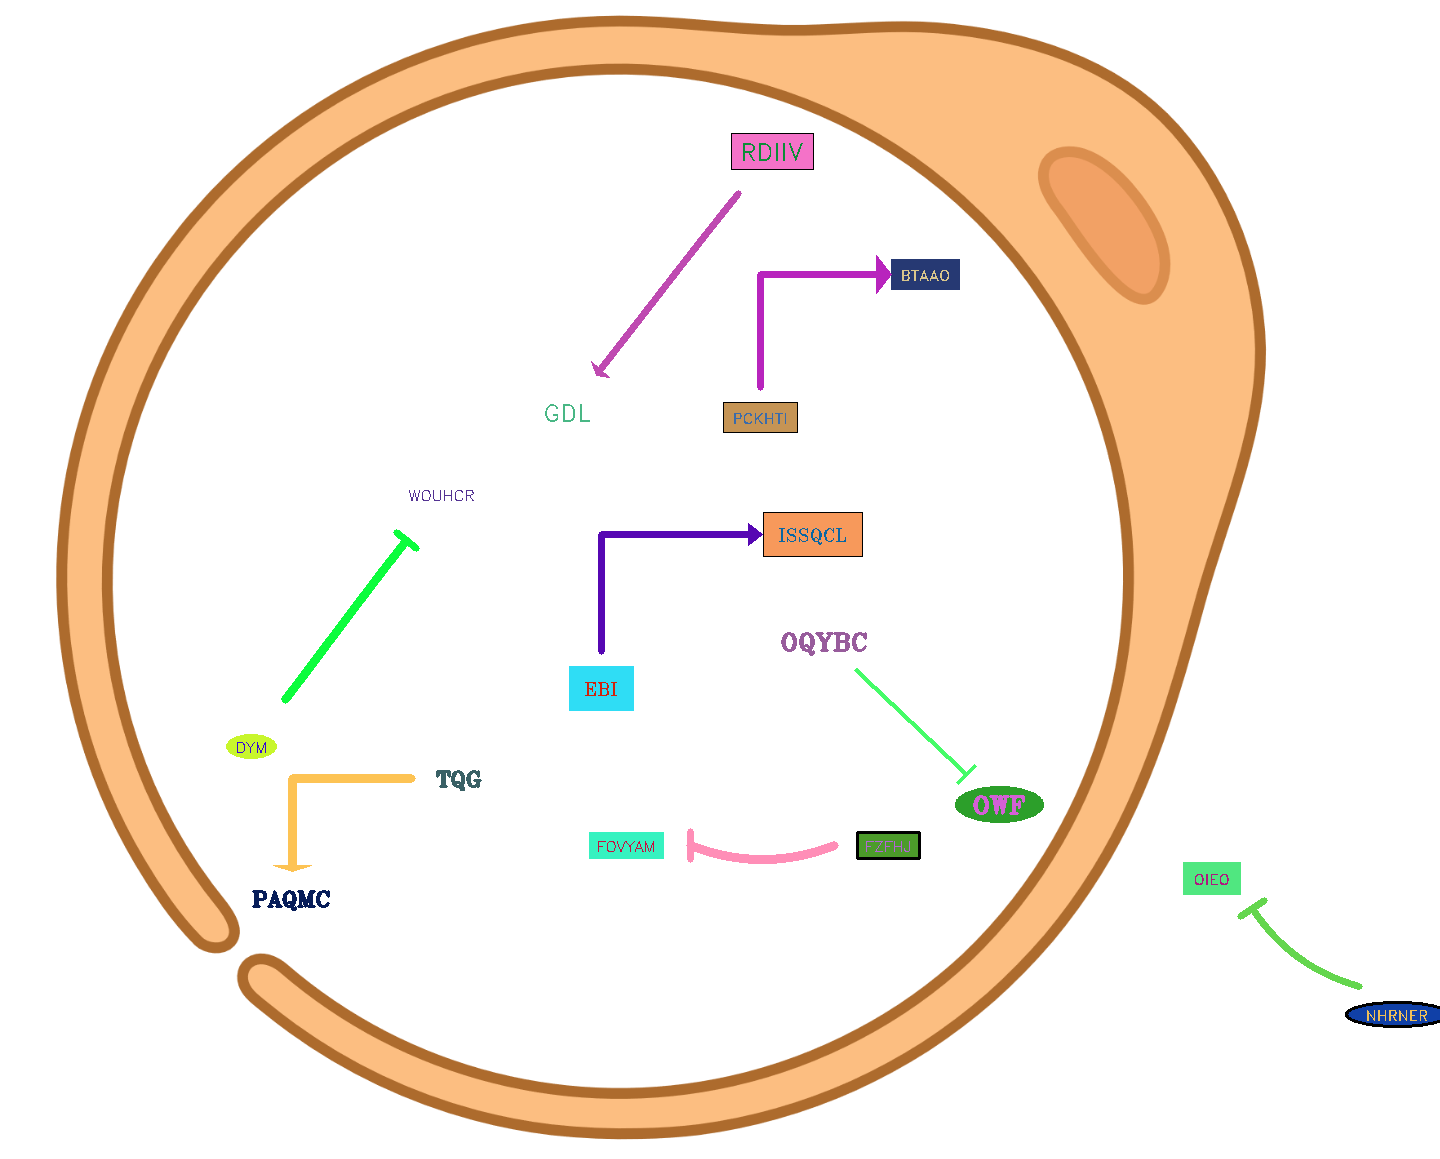 RDIIV
BTAAO
GDL
PCKHTI
WOUHCR
ISSQCL
OQYBC
EBI
DYM
TQG
OWF
FOVYAM
FZFHJ
OIEO
PAQMC
NHRNER